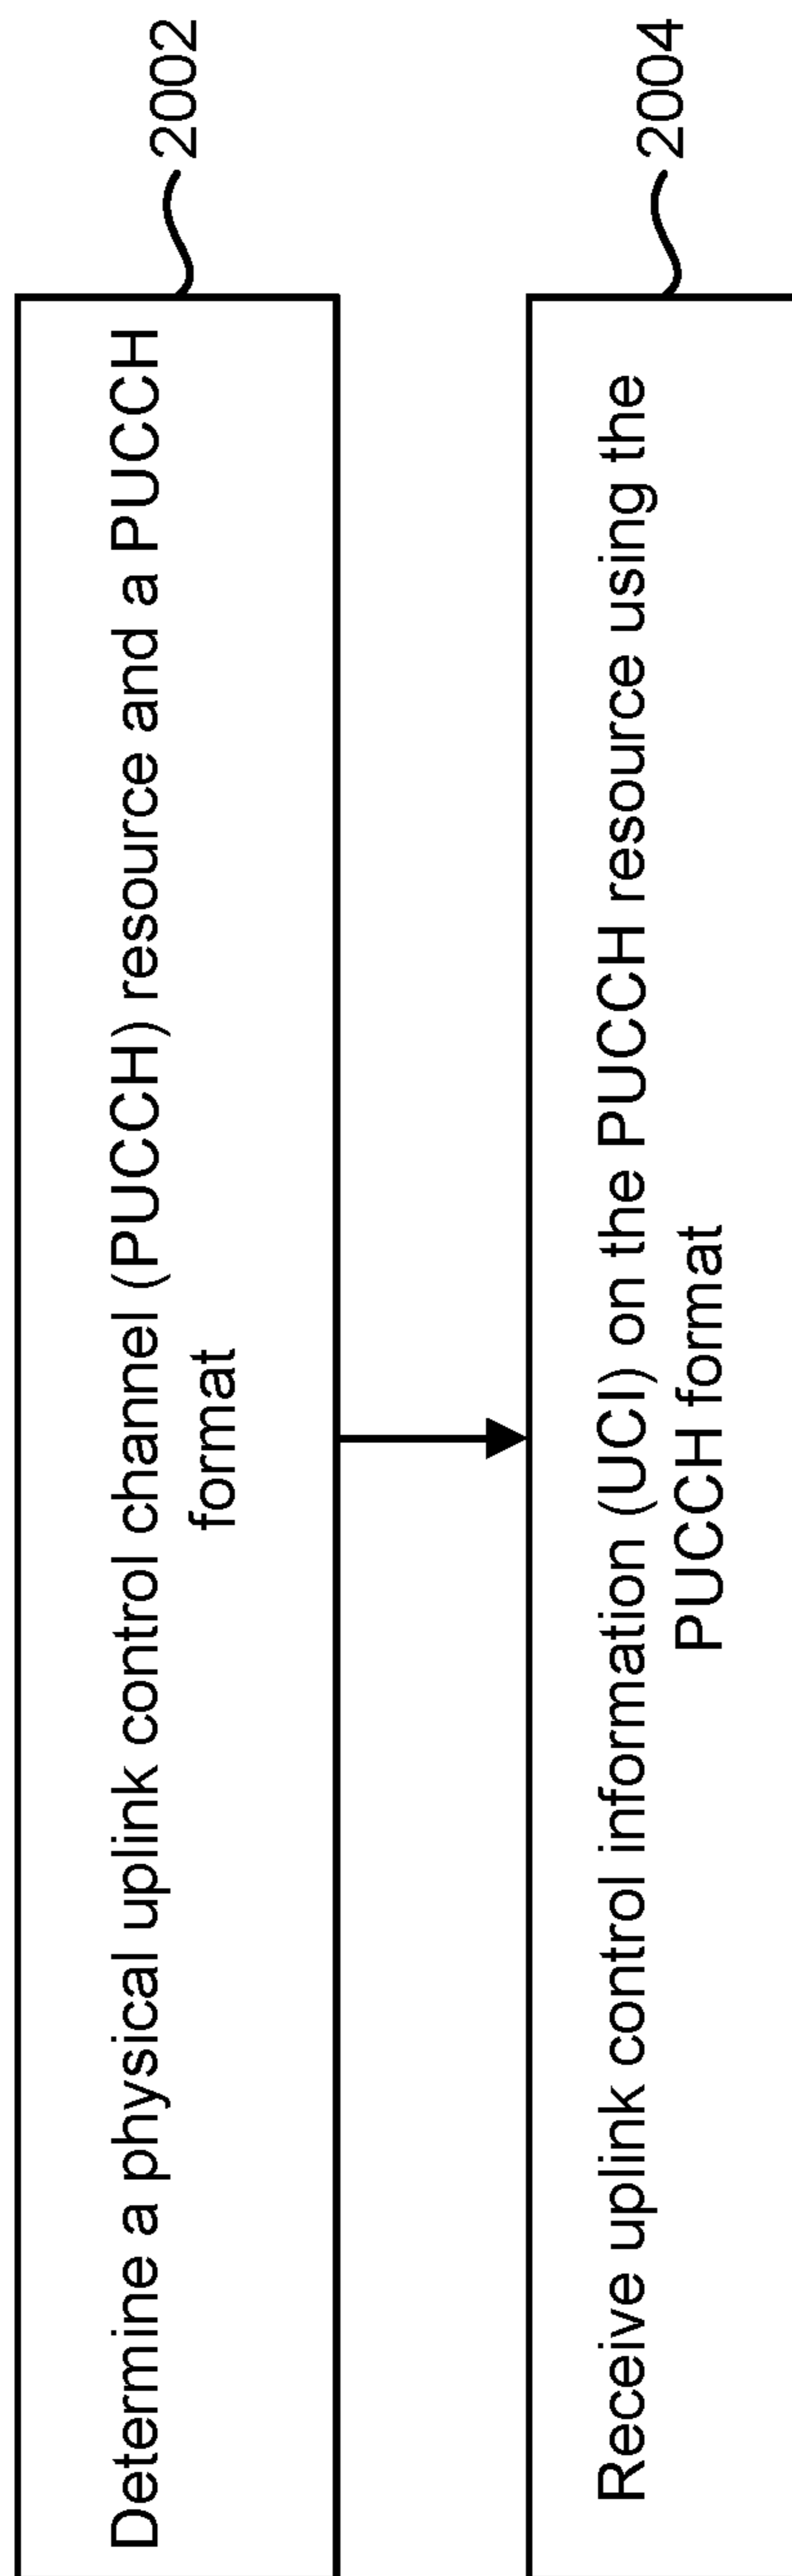 Determine a physical uplink control channel (PUCCH) resource and a PUCCH
format
2002
Receive uplink control information (UCI) on the PUCCH resource using the
PUCCH format
2004